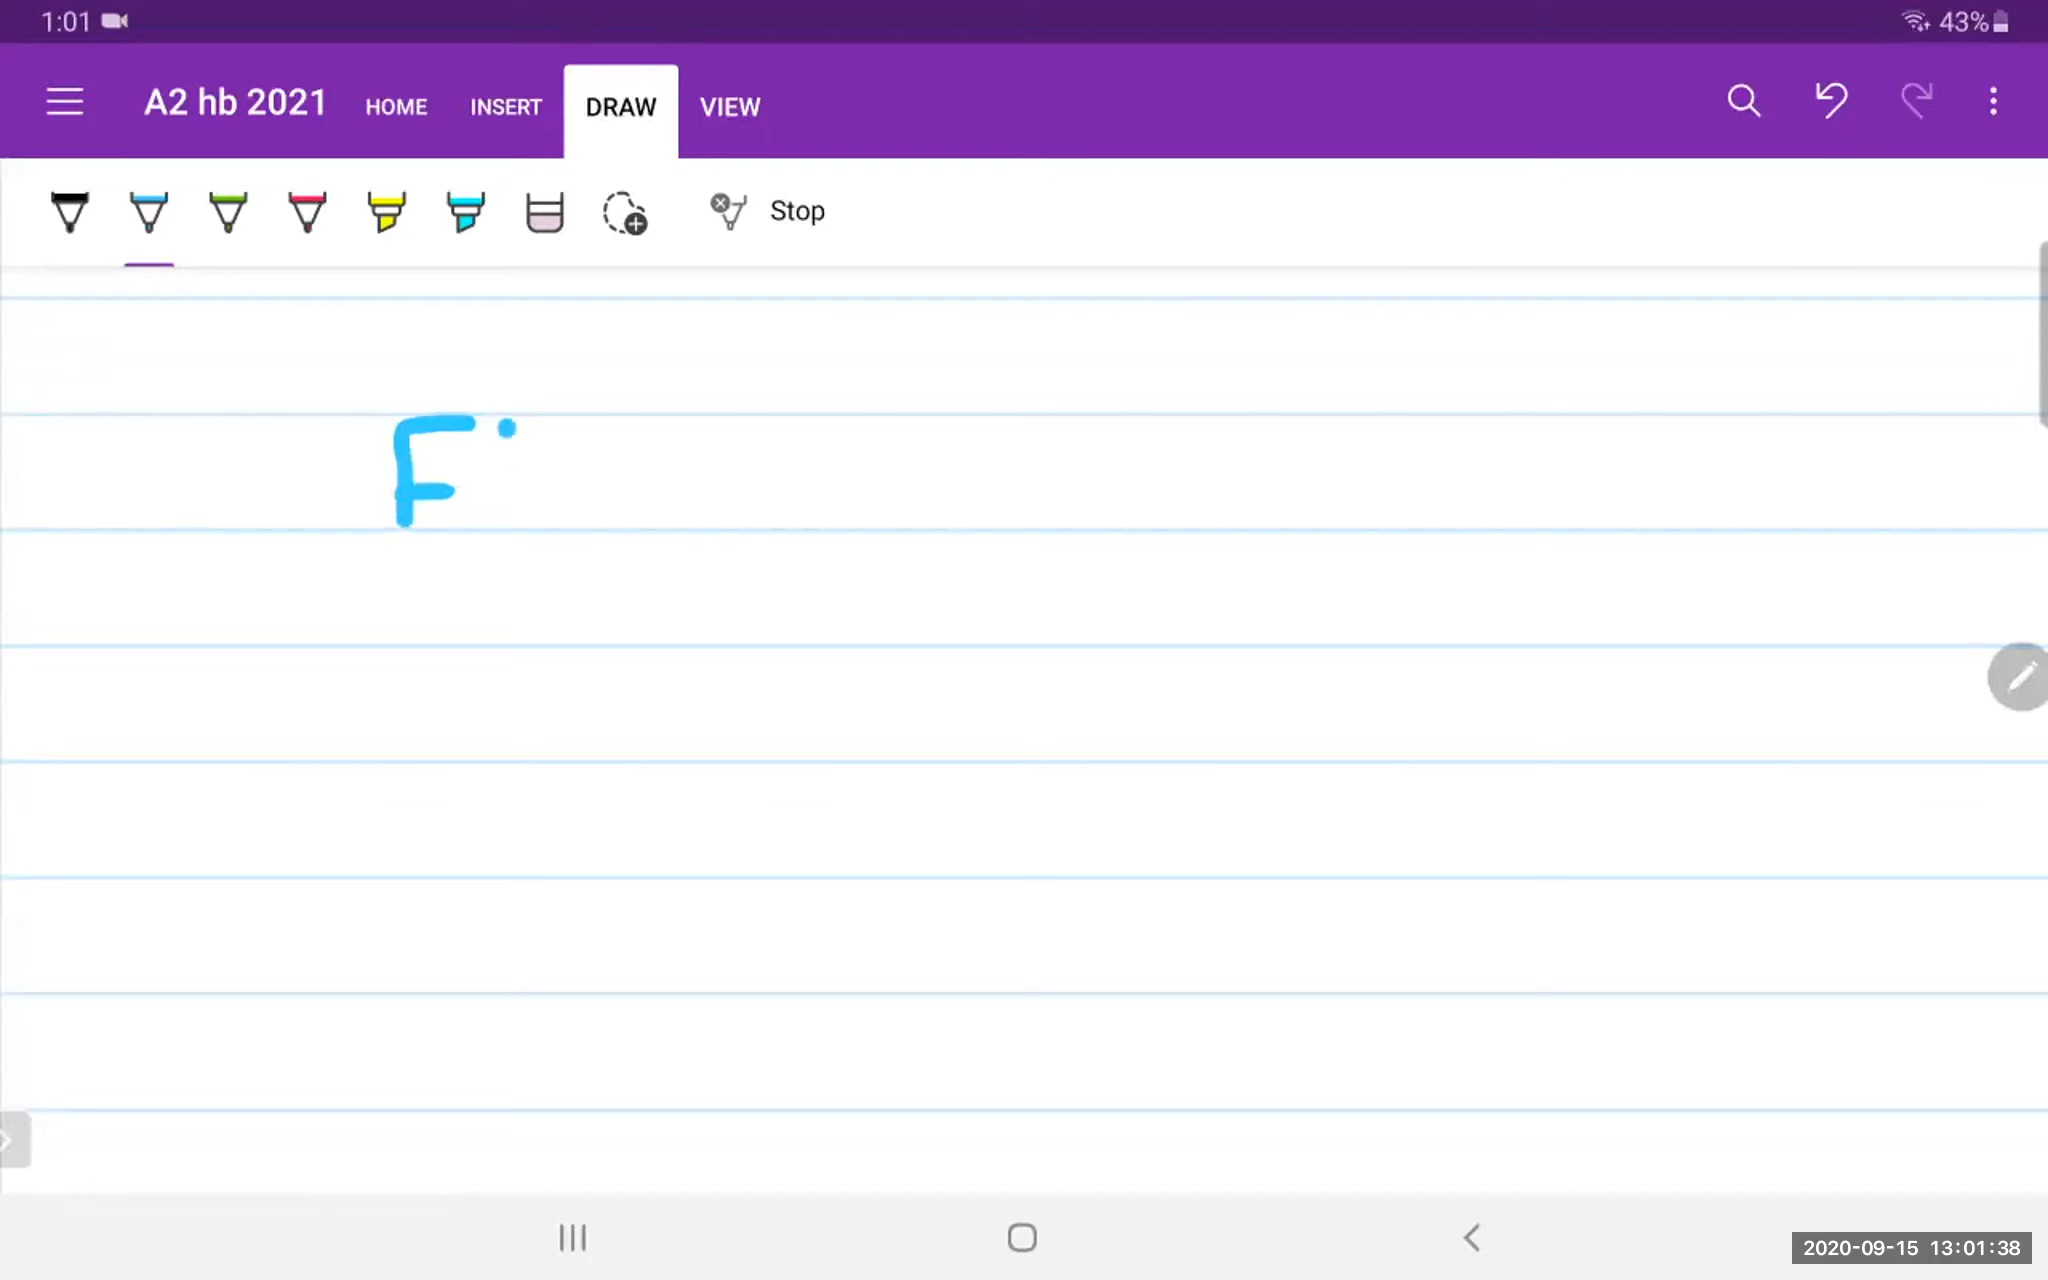 1:01 43%
A2 hb 2021 HOME INSERT DRAW VIEW
Stop
F
2020-09-15 13:01:38